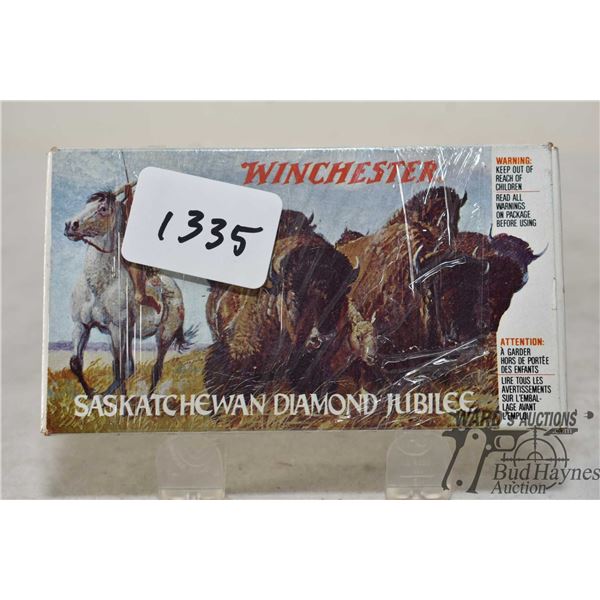 WINCHESTER
1335
WARNING:
KEEP OUT OF
REACH OF
CHILDREN
READ ALL
WARNINGS
ON PACKAGE
BEFORE USING
ATTENTION:
À GARDER
HORS DE PORTÉE
DES ENFANTS
LIRE TOUS LES
AVERTISSEMENTS
SUR L'EMBAL-
LAGE AVANT
L'EMPLOI
SASKATCHEWAN DIAMOND JUBILEE
WARD'S AUCTIONS
.com
Bud Haynes
Auction